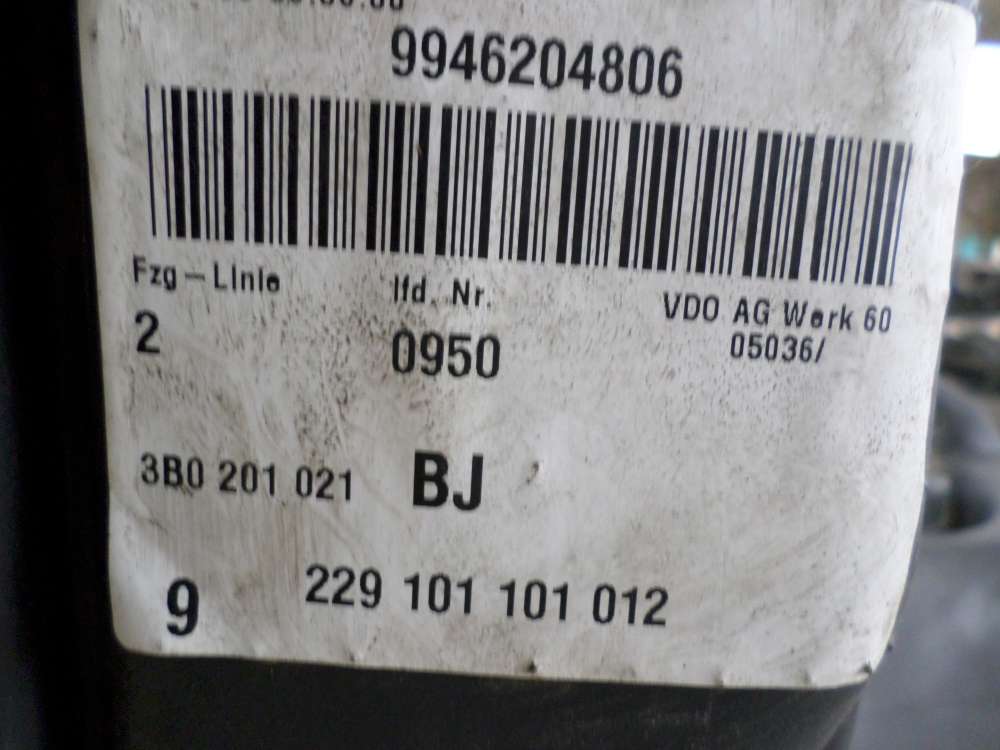 9946204806
Fzg-Linie lfd. Nr. VDO AG Werk 60
2 0950 05036/
3B0 201 021 BJ
9 229 101 101 012